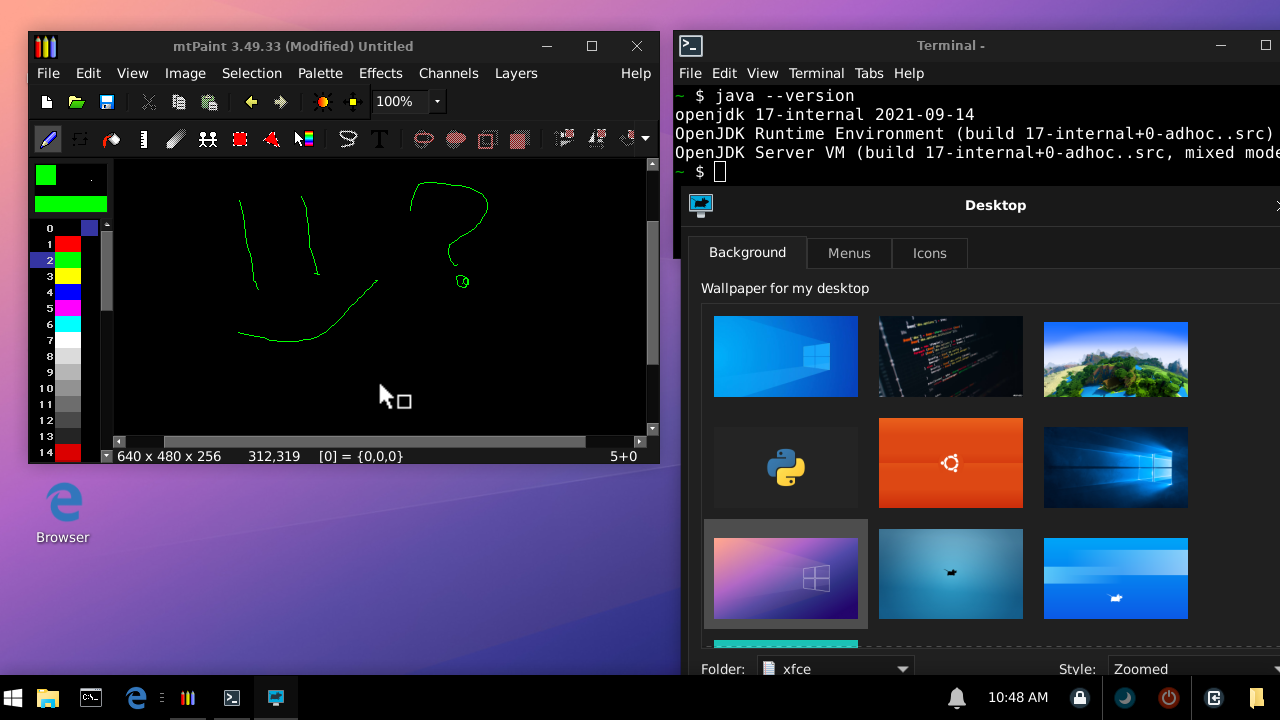 mtPaint 3.49.33 (Modified) Untitled
File Edit View Image Selection Palette Effects Channels Layers Help
100%
T
0
1
2
3
4
5
6
7
8
9
10
11
12
13
14
?
640 x 480 x 256 312,319 [0] = {0,0,0} 5+0
Browser
Terminal -
File Edit View Terminal Tabs Help
~ $ java --version
openjdk 17-internal 2021-09-14
OpenJDK Runtime Environment (build 17-internal+0-adhoc..src)
OpenJDK Server VM (build 17-internal+0-adhoc..src, mixed mode
~ $
Desktop
Background Menus Icons
Wallpaper for my desktop
Folder: xfce Style: Zoomed
10:48 AM